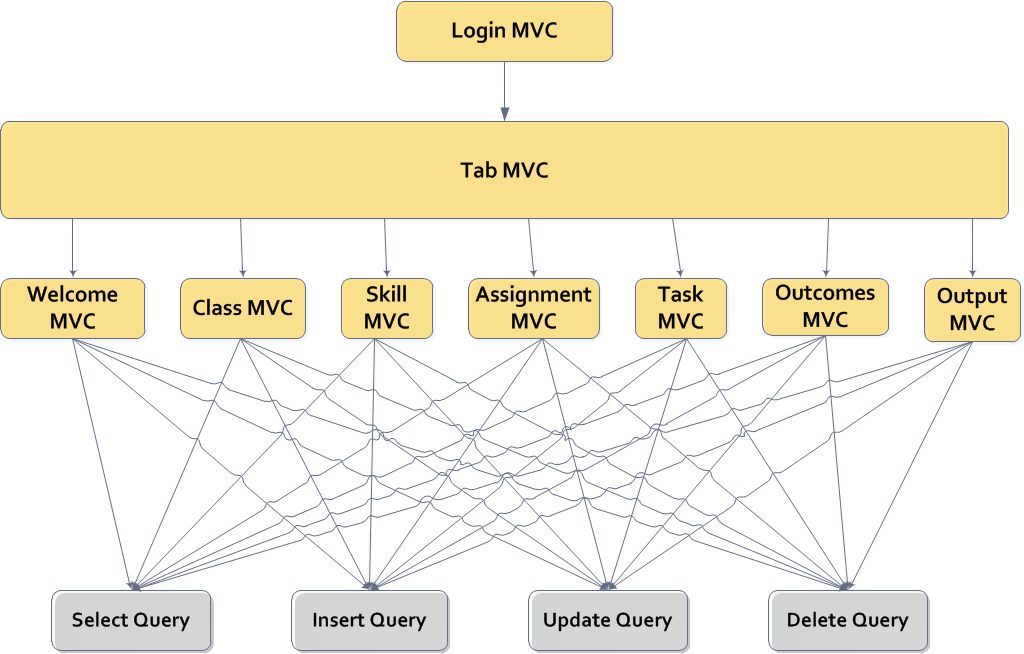 Login MVC
Tab MVC
Welcome
MVC
Class MVC
Skill
MVC
Assignment
MVC
Task
MVC
Outcomes
MVC
Output
MVC
Select Query
Insert Query
Update Query
Delete Query